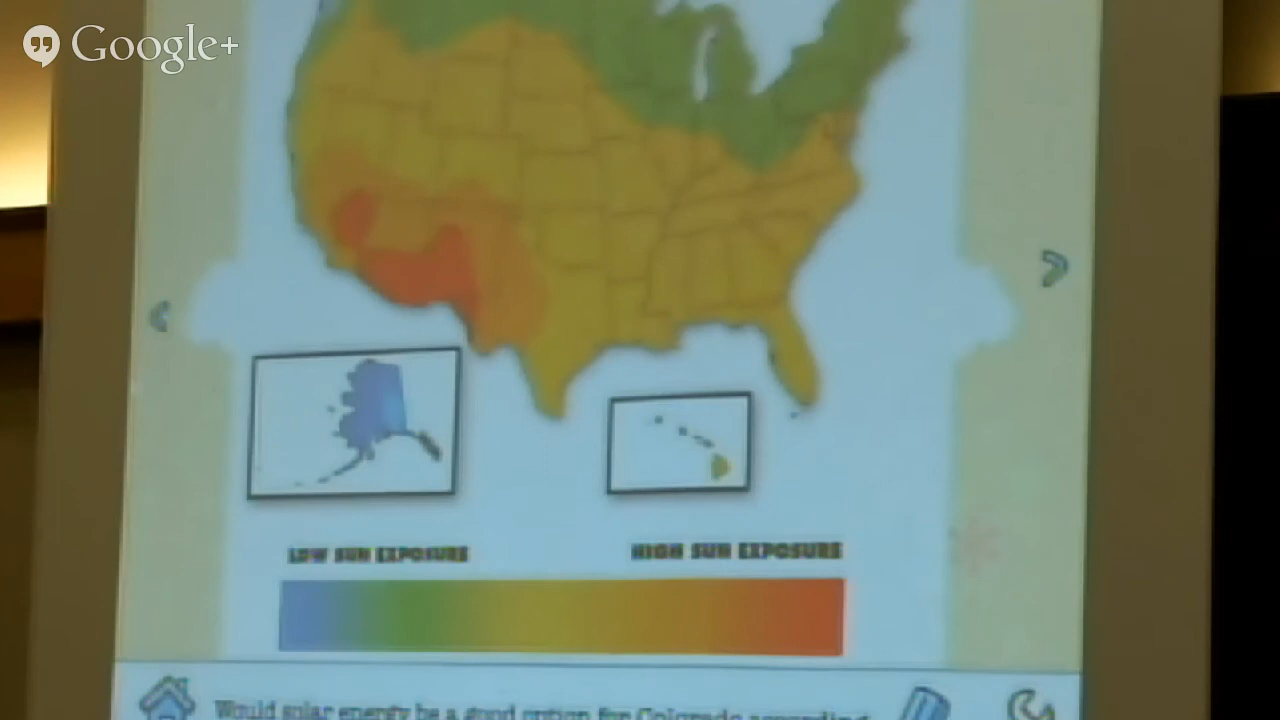 Google+
LOW SUN EXPOSURE
HIGH SUN EXPOSURE
Would solar energy be a good option for Colorado according